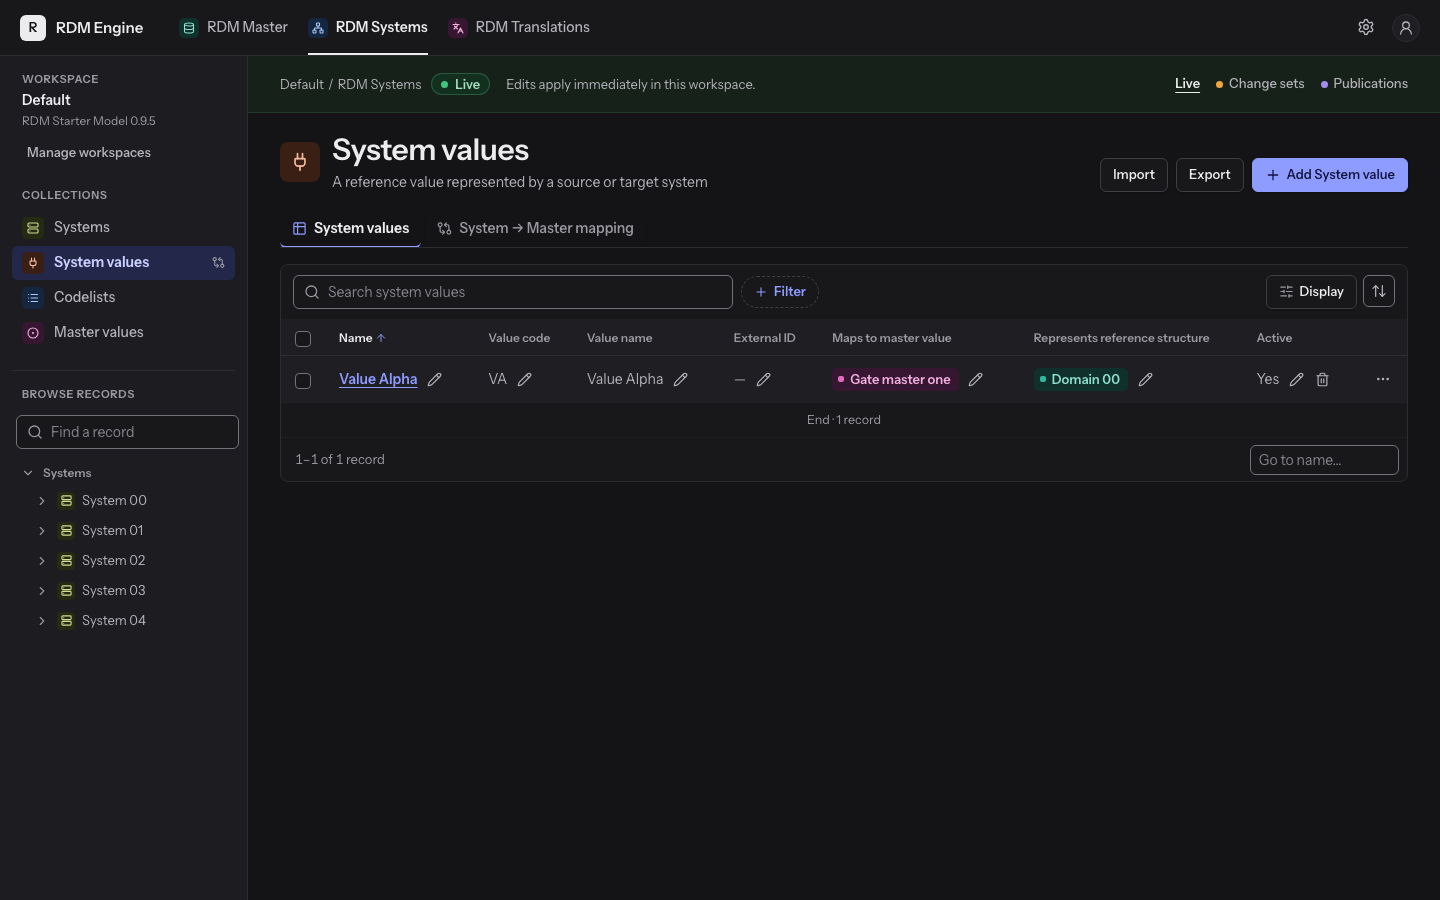 R RDM Engine RDM Master RDM Systems RDM Translations
WORKSPACE
Default
RDM Starter Model 0.9.5
Manage workspaces
COLLECTIONS
Systems
System values
Codelists
Master values
BROWSE RECORDS
Find a record
Systems
System 00
System 01
System 02
System 03
System 04
Default / RDM Systems Live Edits apply immediately in this workspace. Live Change sets Publications
System values
A reference value represented by a source or target system
Import Export + Add System value
System values System → Master mapping
Search system values + Filter Display
Name ↑ Value code Value name External ID Maps to master value Represents reference structure Active
Value Alpha VA Value Alpha — Gate master one Domain 00 Yes
End · 1 record
1–1 of 1 record Go to name...